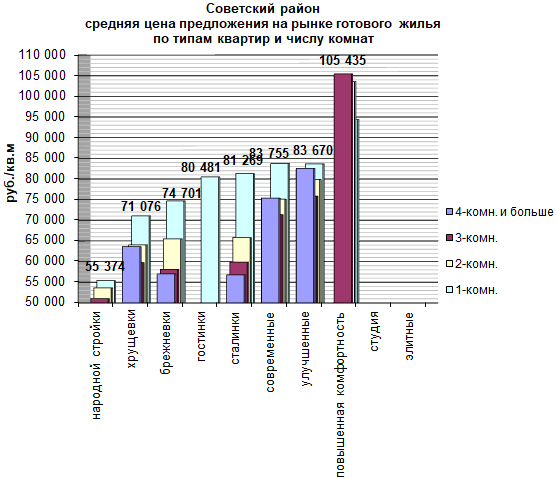 Советский район
средняя цена предложения на рынке готового жилья
по типам квартир и числу комнат
руб./кв.м
110 000
105 000
100 000
95 000
90 000
85 000
80 000
75 000
70 000
65 000
60 000
55 000
50 000
55 374
71 076
74 701
80 481
81 269
83 755
83 670
105 435
народной стройки
хрущевки
брежневки
гостинки
сталинки
современные
улучшенные
повышенная комфортность
студия
элитные
4-комн. и больше
3-комн.
2-комн.
1-комн.